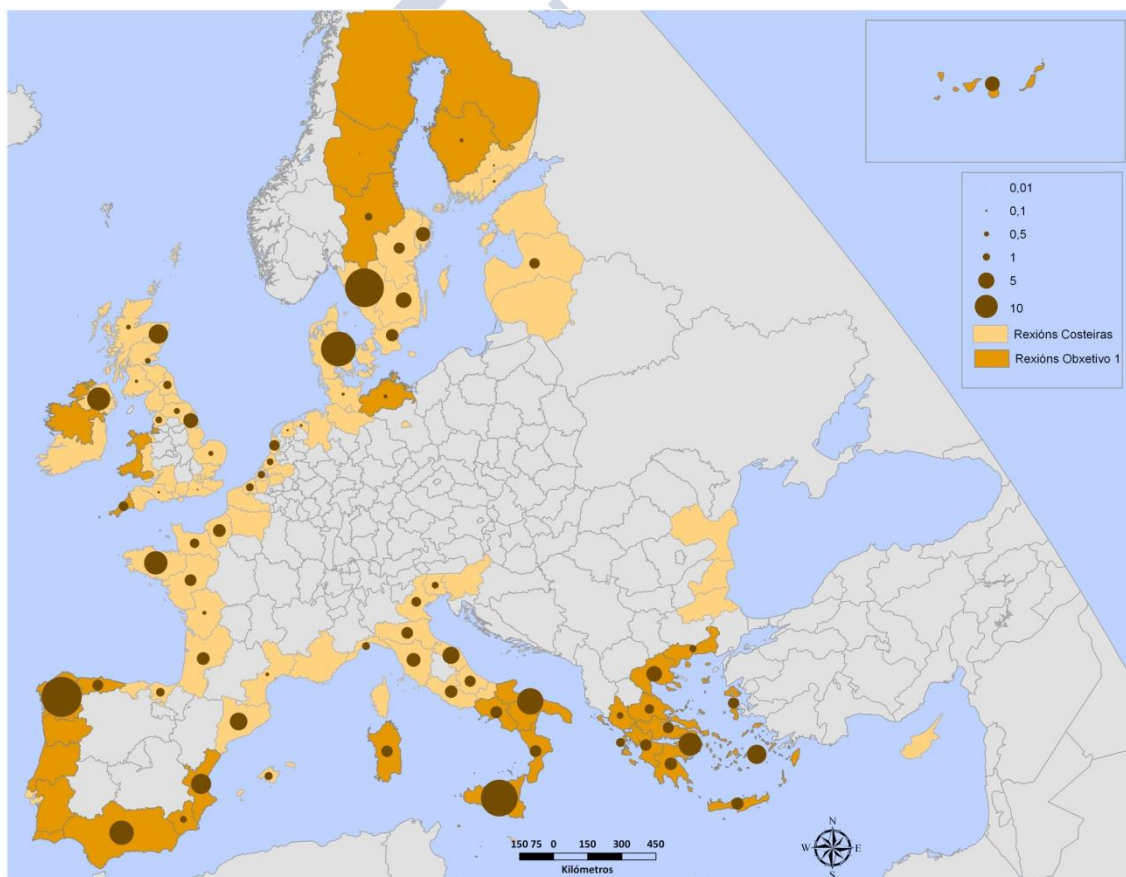 0,01
0,1
0,5
1
5
10
Rexións Costeiras
Rexións Obxetivo 1
N
W E
S
150 75 0 150 300 450
Kilómetros